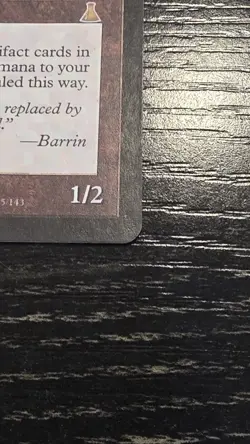 ifact cards in
mana to your
led this way.
replaced by
."
—Barrin
1/2
5/143